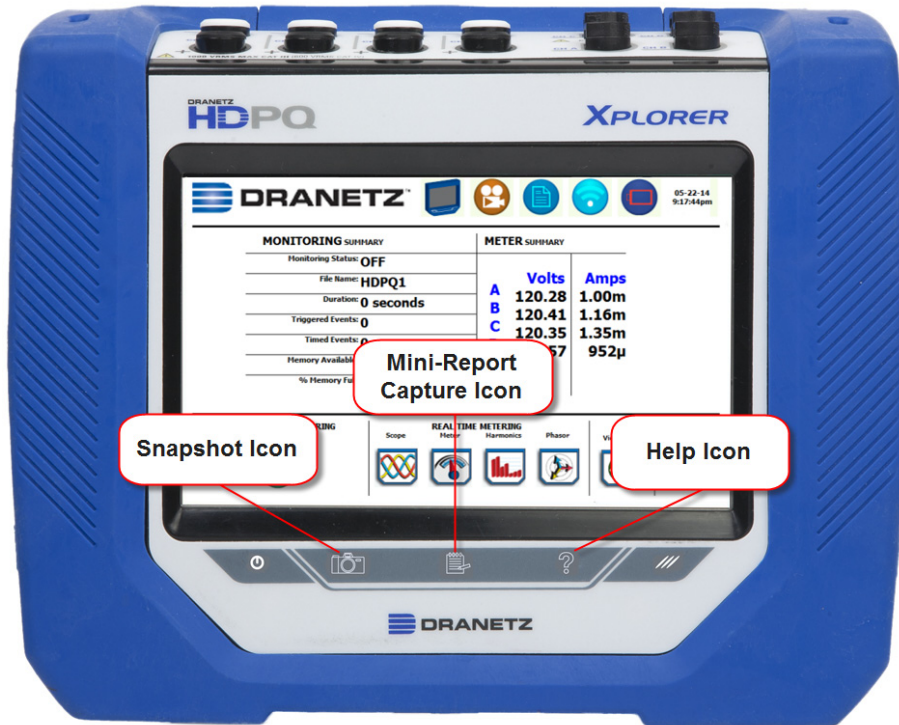 DRANETZ
HDPQ
XPLORER
DRANETZ
05-22-14
9:17:44pm
MONITORING SUMMARY
Monitoring Status: OFF
File Name: HDPQ1
Duration: 0 seconds
Triggered Events: 0
Timed Events:
Memory Available
% Memory Ful
METER SUMMARY
Volts Amps
A 120.28 1.00m
B 120.41 1.16m
C 120.35 1.35m
57 952µ
Mini-Report
Capture Icon
REAL TIME METERING
Scope Meter Harmonics Phasor
Snapshot Icon
Help Icon
DRANETZ